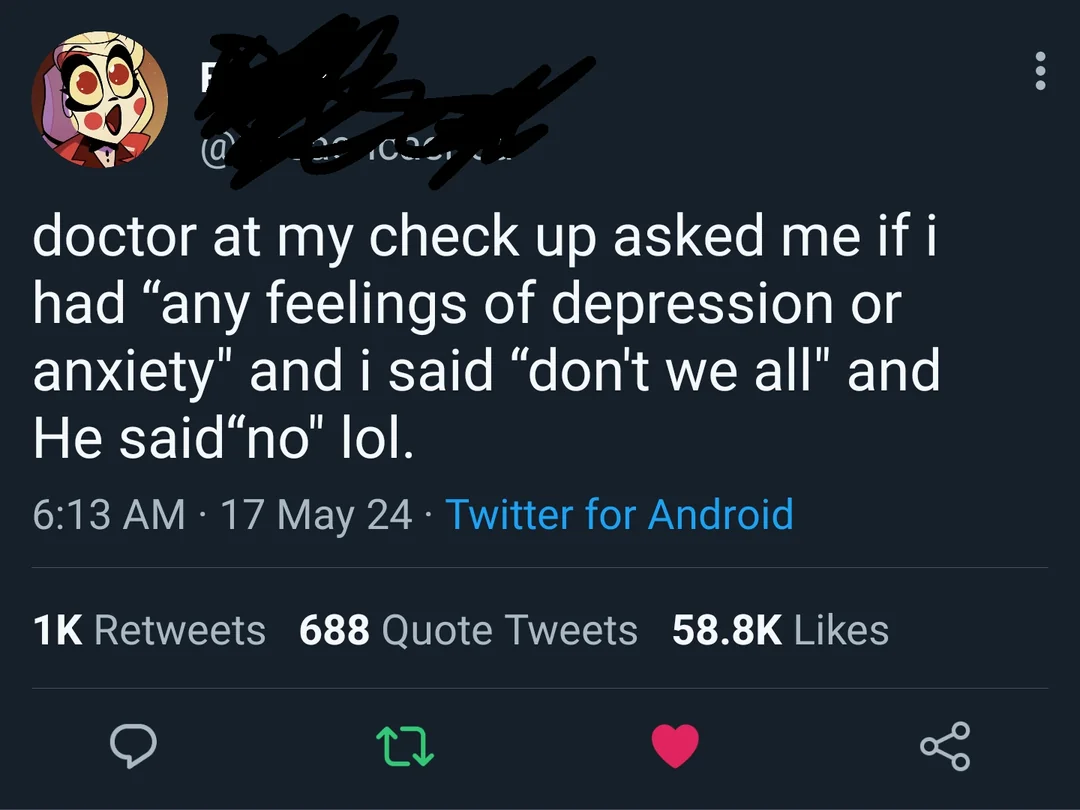 doctor at my check up asked me if i
had “any feelings of depression or
anxiety" and i said “don't we all" and
He said“no" lol.
6:13 AM · 17 May 24 · Twitter for Android
1K Retweets 688 Quote Tweets 58.8K Likes